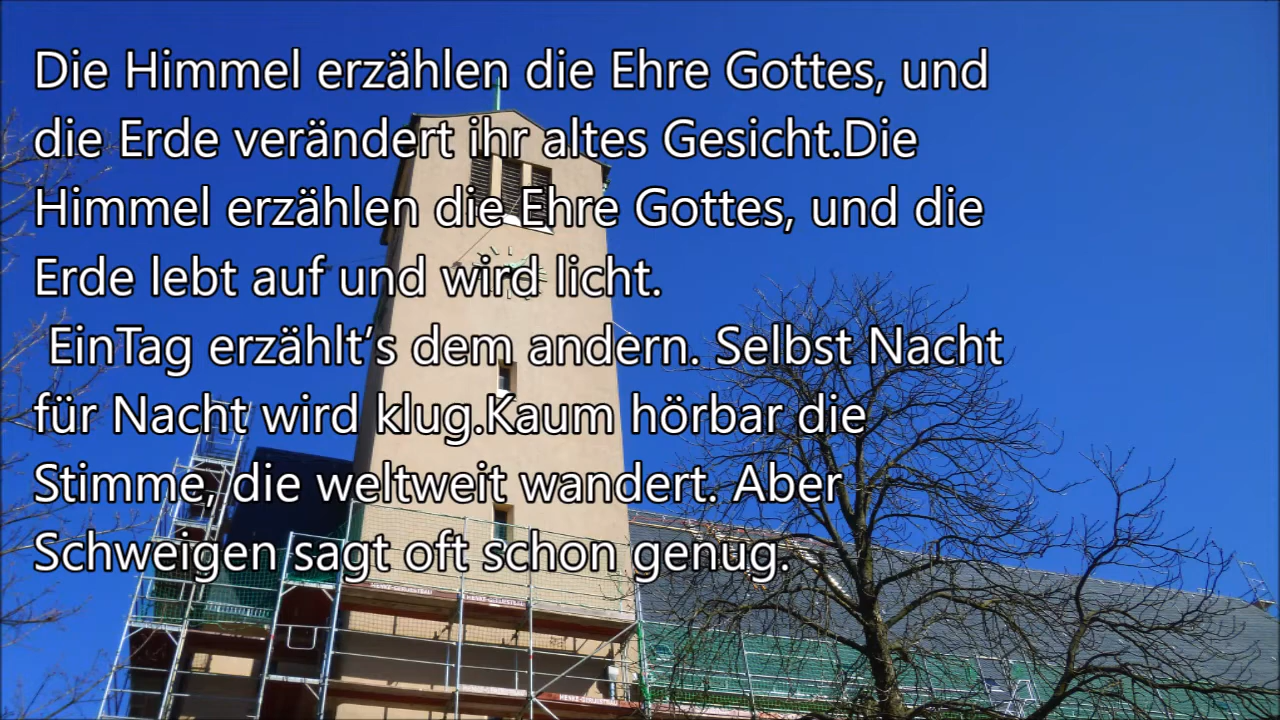 Die Himmel erzählen die Ehre Gottes, und
die Erde verändert ihr altes Gesicht.Die
Himmel erzählen die Ehre Gottes, und die
Erde lebt auf und wird licht.
EinTag erzählt’s dem andern. Selbst Nacht
für Nacht wird klug.Kaum hörbar die
Stimme, die weltweit wandert. Aber
Schweigen sagt oft schon genug.